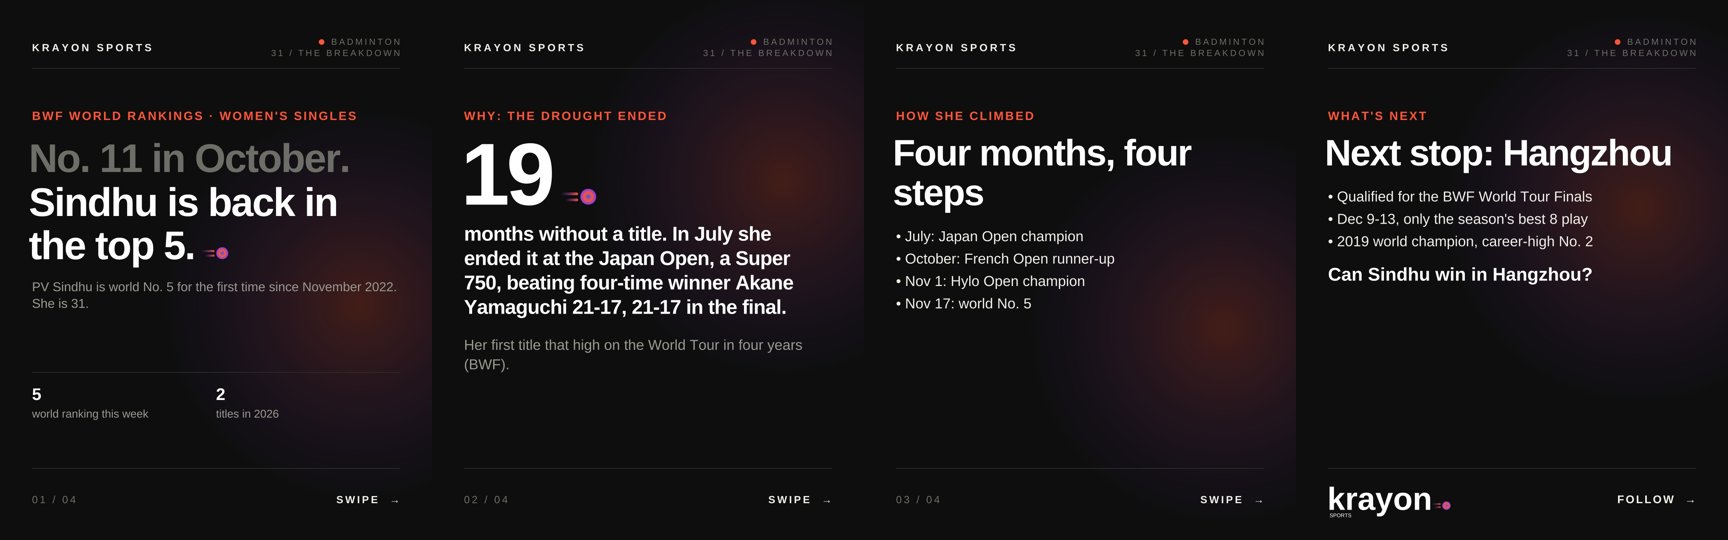 KRAYON SPORTS
BADMINTON
31 / THE BREAKDOWN
BWF WORLD RANKINGS · WOMEN'S SINGLES
No. 11 in October.
Sindhu is back in
the top 5.
PV Sindhu is world No. 5 for the first time since November 2022.
She is 31.
5
world ranking this week
2
titles in 2026
01 / 04
SWIPE →
KRAYON SPORTS
BADMINTON
31 / THE BREAKDOWN
WHY: THE DROUGHT ENDED
19
months without a title. In July she
ended it at the Japan Open, a Super
750, beating four-time winner Akane
Yamaguchi 21-17, 21-17 in the final.
Her first title that high on the World Tour in four years
(BWF).
02 / 04
SWIPE →
KRAYON SPORTS
BADMINTON
31 / THE BREAKDOWN
HOW SHE CLIMBED
Four months, four
steps
• July: Japan Open champion
• October: French Open runner-up
• Nov 1: Hylo Open champion
• Nov 17: world No. 5
03 / 04
SWIPE →
KRAYON SPORTS
BADMINTON
31 / THE BREAKDOWN
WHAT'S NEXT
Next stop: Hangzhou
• Qualified for the BWF World Tour Finals
• Dec 9-13, only the season's best 8 play
• 2019 world champion, career-high No. 2
Can Sindhu win in Hangzhou?
krayon
SPORTS
FOLLOW →